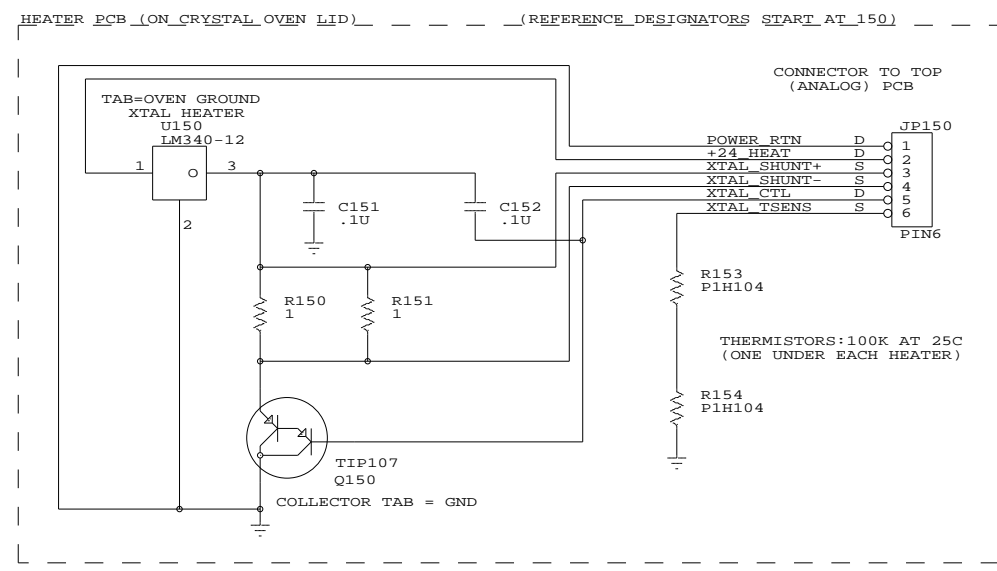 HEATER PCB (ON CRYSTAL OVEN LID)
(REFERENCE DESIGNATORS START AT 150)
CONNECTOR TO TOP
(ANALOG) PCB
TAB=OVEN GROUND
XTAL HEATER
U150
LM340-12
1
O
3
2
JP150
POWER_RTN D 1
+24_HEAT D 2
XTAL_SHUNT+ S 3
XTAL_SHUNT- S 4
XTAL_CTL D 5
XTAL_TSENS S 6
PIN6
C151
.1U
C152
.1U
R150
1
R151
1
R153
P1H104
THERMISTORS:100K AT 25C
(ONE UNDER EACH HEATER)
R154
P1H104
TIP107
Q150
COLLECTOR TAB = GND